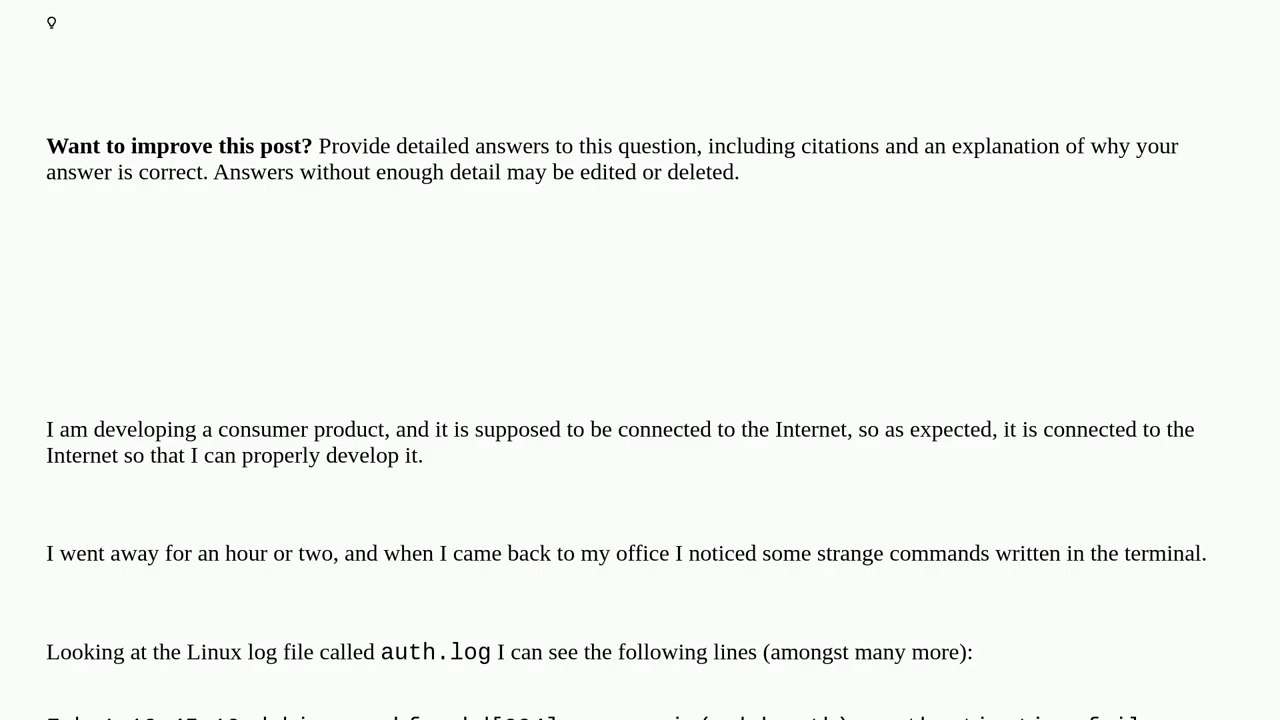 Want to improve this post? Provide detailed answers to this question, including citations and an explanation of why your
answer is correct. Answers without enough detail may be edited or deleted.
I am developing a consumer product, and it is supposed to be connected to the Internet, so as expected, it is connected to the
Internet so that I can properly develop it.
I went away for an hour or two, and when I came back to my office I noticed some strange commands written in the terminal.
Looking at the Linux log file called auth.log I can see the following lines (amongst many more):